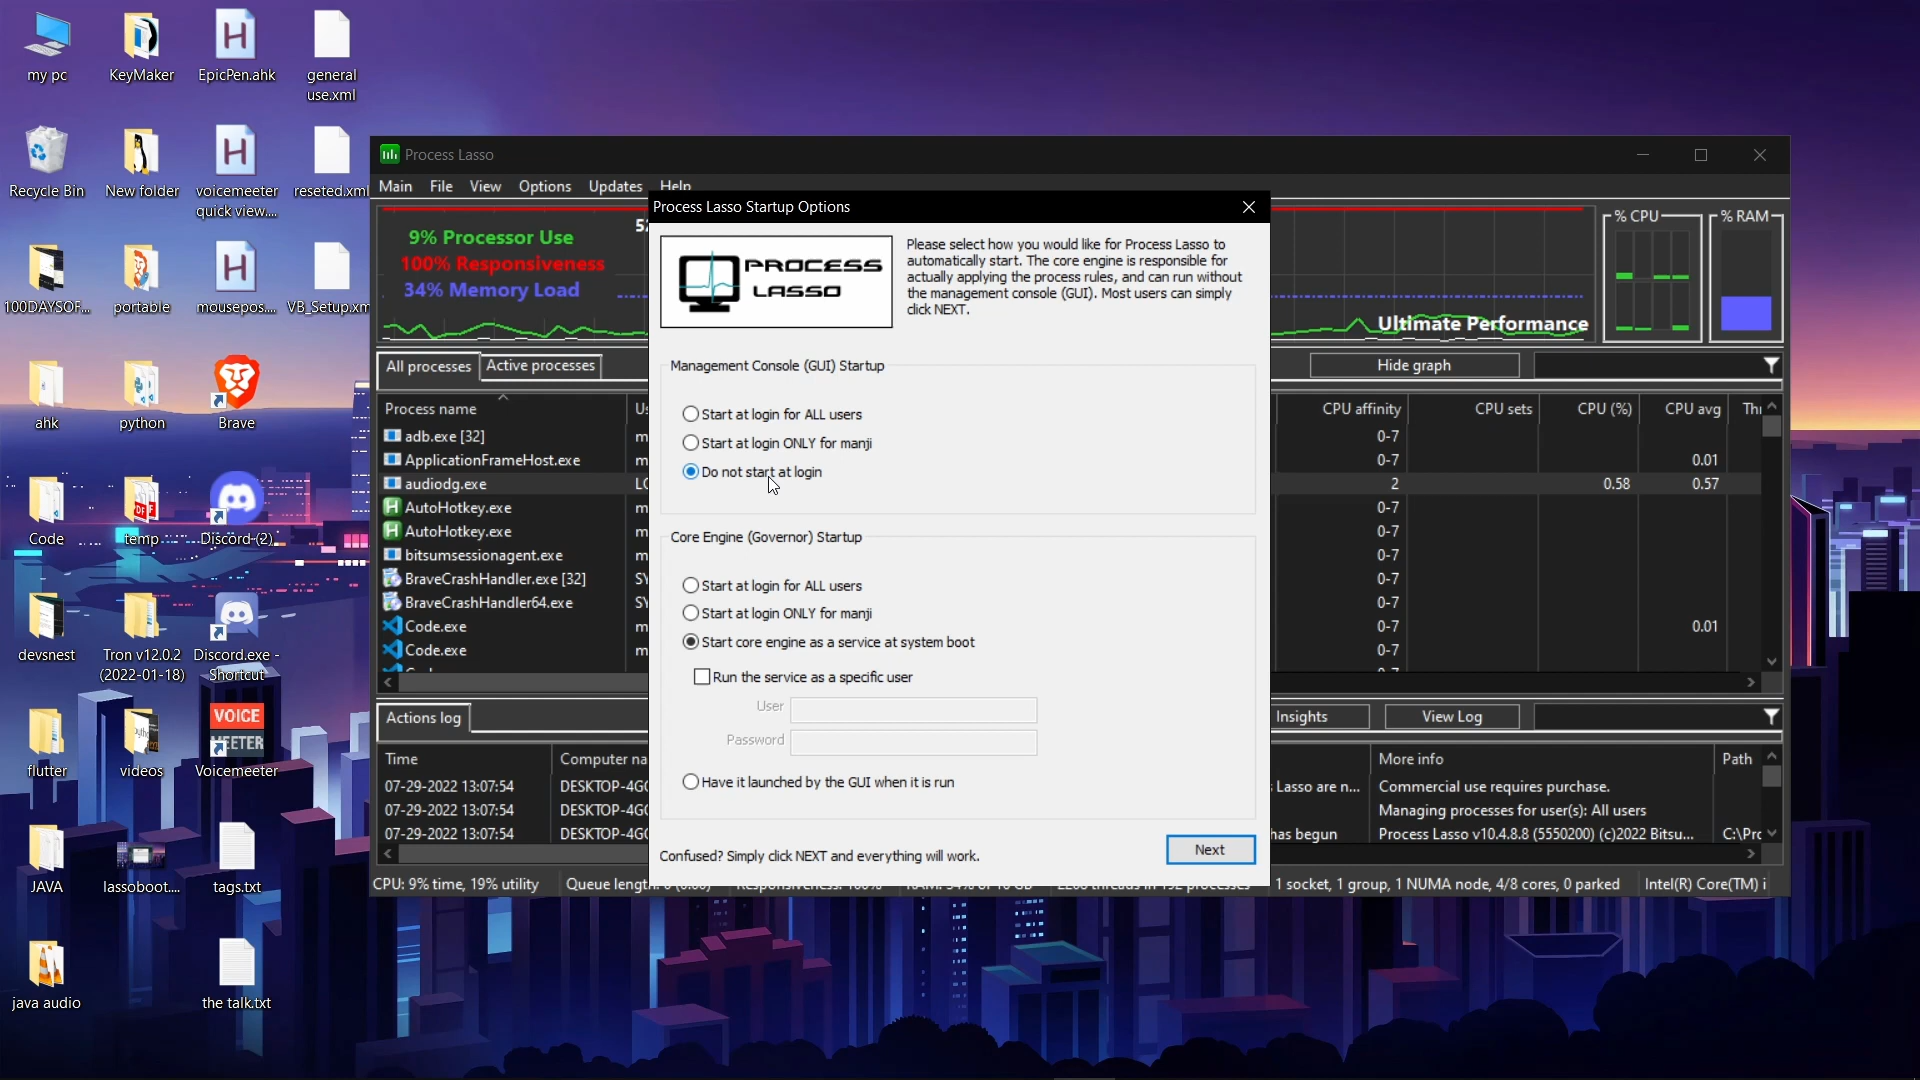 my pc
KeyMaker
EpicPen.ahk
general
use.xml
Recycle Bin
New folder
voicemeeter
quick view....
reseted.xml
100DAYSOF...
portable
mousepos....
VB_Setup.xm
ahk
python
Brave
Code
temp
Discord (2)
devsnest
Tron v12.0.2
(2022-01-18)
Discord.exe -
Shortcut
flutter
videos
VOICE
MEETER
Voicemeeter
JAVA
lassoboot....
tags.txt
java audio
the talk.txt
Process Lasso
Main File View Options Updates Help
9% Processor Use
100% Responsiveness
34% Memory Load
Ultimate Performance
% CPU
% RAM
All processes
Active processes
Hide graph
Process name
CPU affinity CPU sets CPU (%) CPU avg
adb.exe [32] 0-7
ApplicationFrameHost.exe 0-7 0.01
audiodg.exe 2 0.58 0.57
AutoHotkey.exe 0-7
AutoHotkey.exe 0-7
bitsumsessionagent.exe 0-7
BraveCrashHandler.exe [32] 0-7
BraveCrashHandler64.exe 0-7
Code.exe 0-7 0.01
Code.exe 0-7
Process Lasso Startup Options
PROCESS
LASSO
Please select how you would like for Process Lasso to
automatically start. The core engine is responsible for
actually applying the process rules, and can run without
the management console (GUI). Most users can simply
click NEXT.
Management Console (GUI) Startup
Start at login for ALL users
Start at login ONLY for manji
Do not start at login
Core Engine (Governor) Startup
Start at login for ALL users
Start at login ONLY for manji
Start core engine as a service at system boot
Run the service as a specific user
User
Password
Have it launched by the GUI when it is run
Confused? Simply click NEXT and everything will work.
Next
Actions log
Insights
View Log
Time Computer na More info Path
07-29-2022 13:07:54 DESKTOP-4G Lasso are n... Commercial use requires purchase.
07-29-2022 13:07:54 DESKTOP-4G Managing processes for user(s): All users
07-29-2022 13:07:54 DESKTOP-4G has begun Process Lasso v10.4.8.8 (5550200) (c)2022 Bitsu... C:\Prc
CPU: 9% time, 19% utility
1 socket, 1 group, 1 NUMA node, 4/8 cores, 0 parked
Intel(R) Core(TM) i